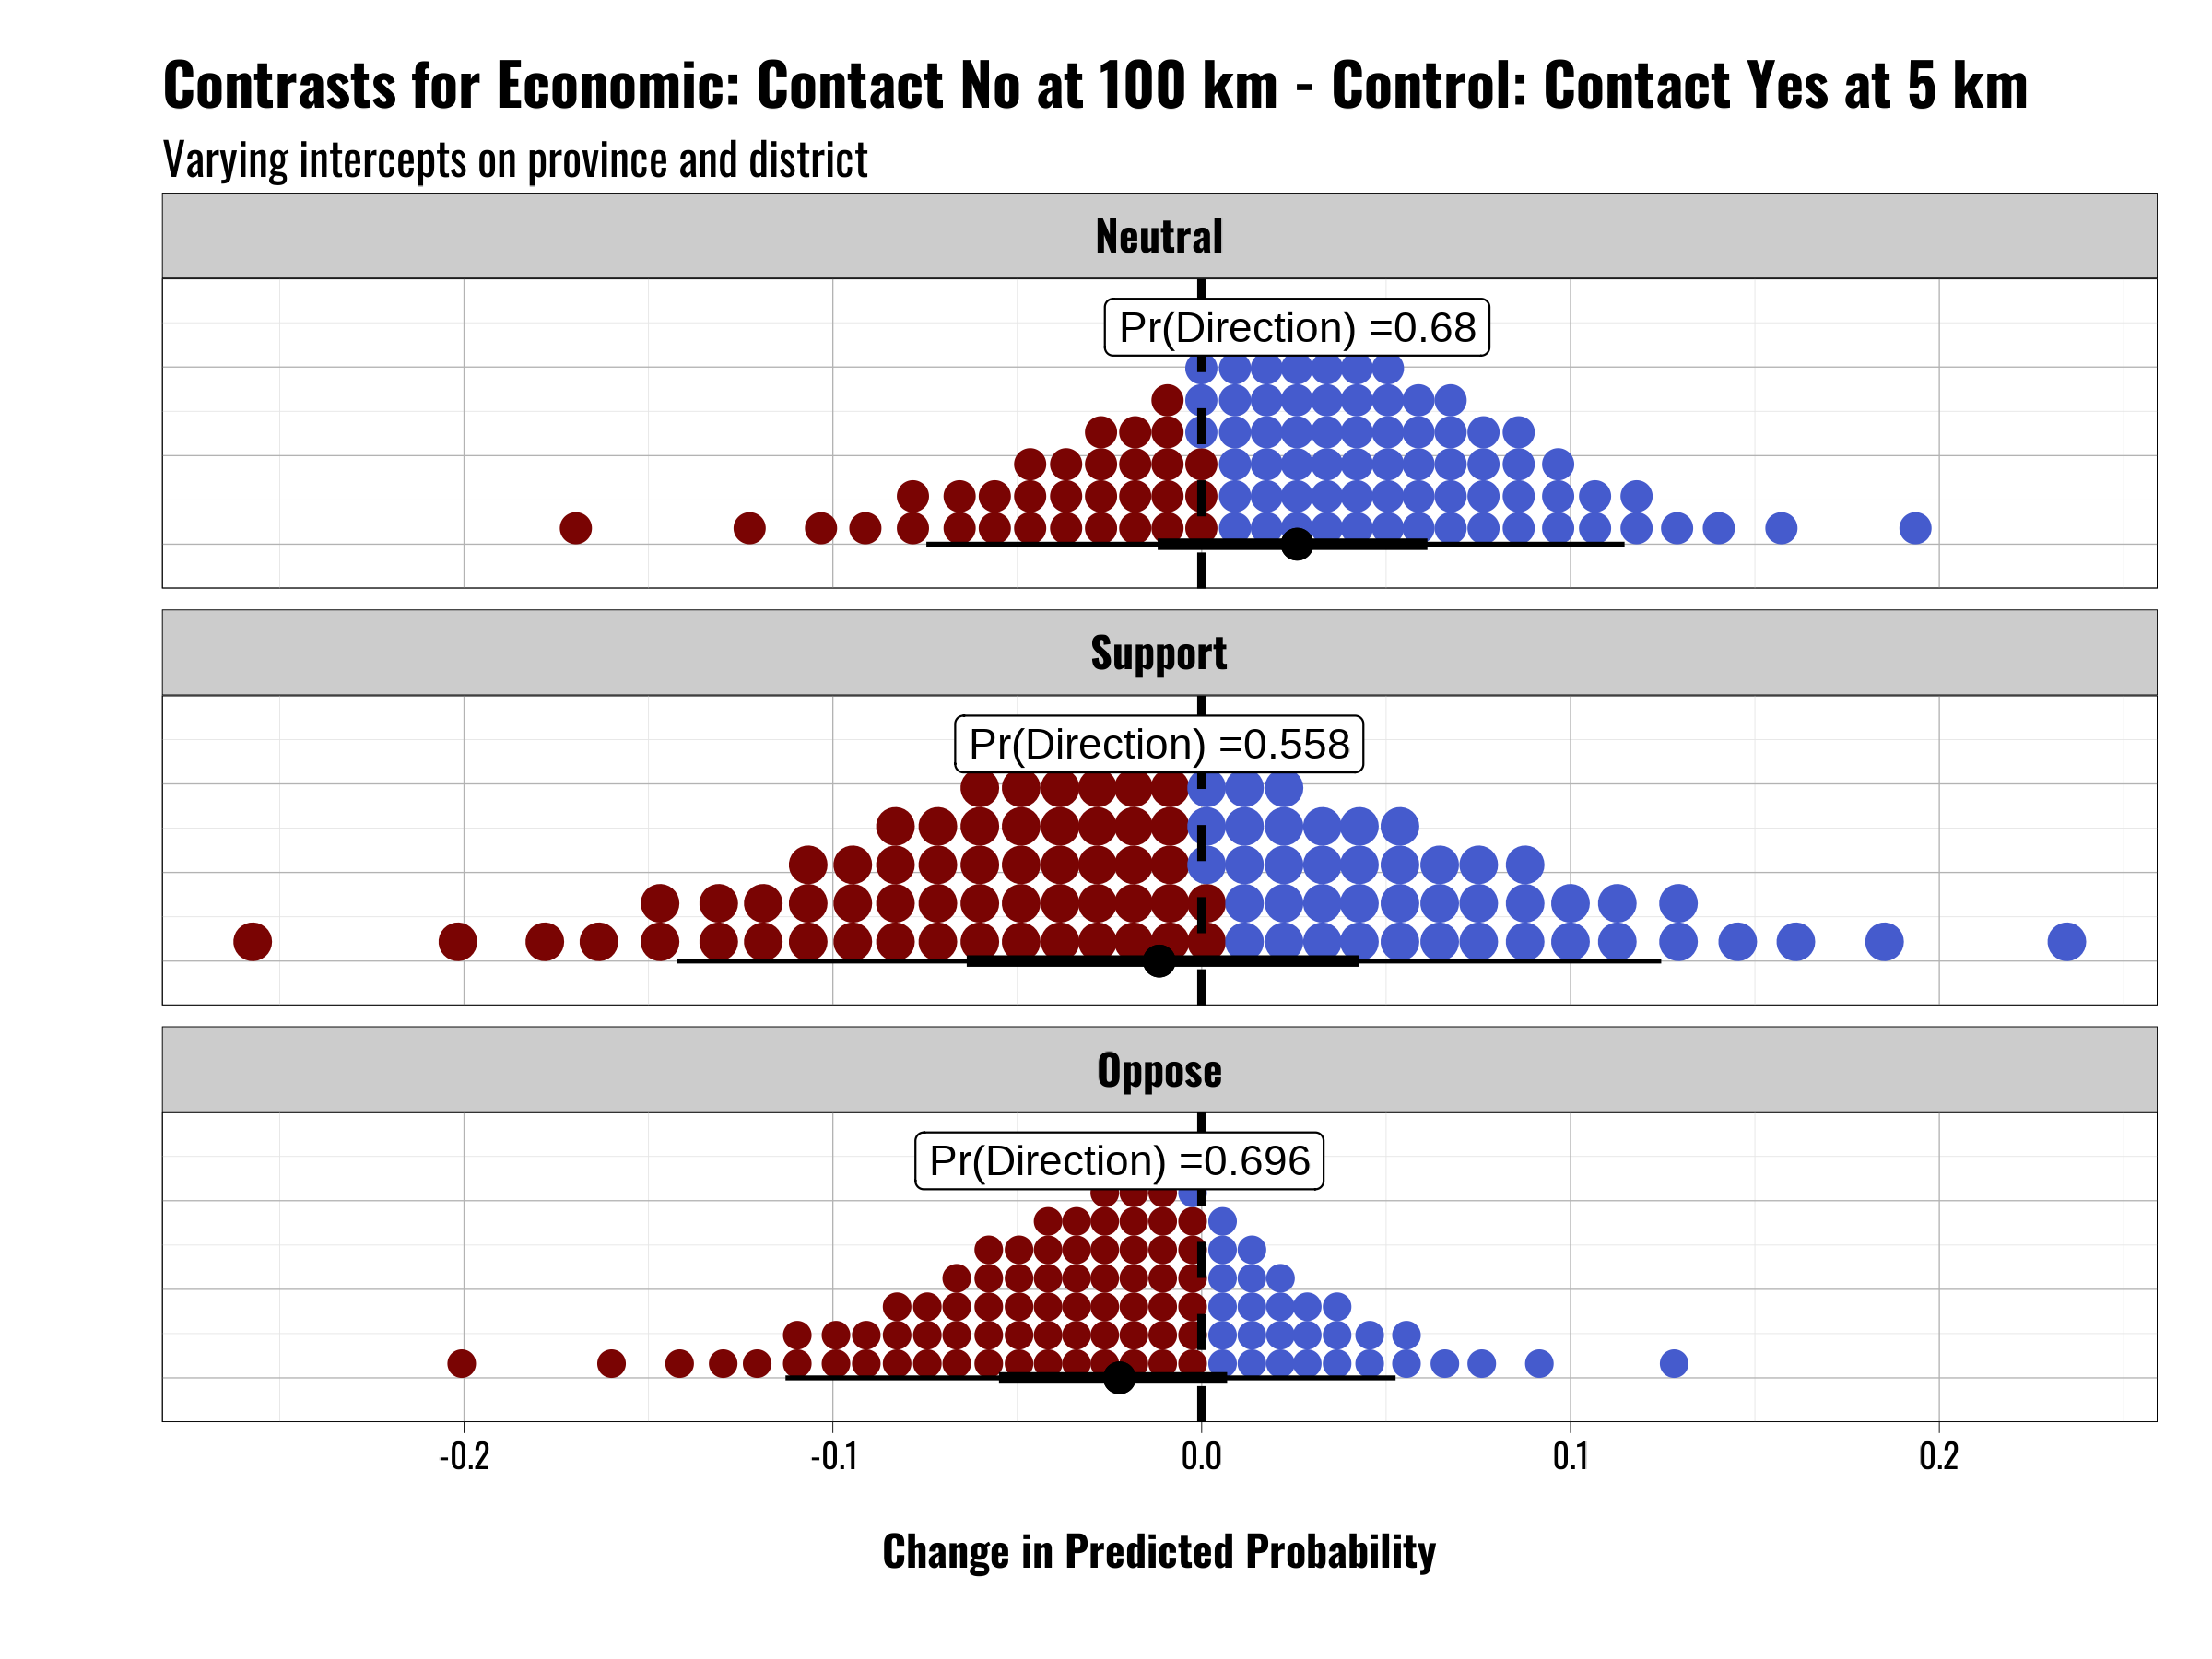 Contrasts for Economic: Contact No at 100 km - Control: Contact Yes at 5 km
Varying intercepts on province and district
Neutral
Pr(Direction) =0.68
Support
Pr(Direction) =0.558
Oppose
Pr(Direction) =0.696
-0.2 -0.1 0.0 0.1 0.2
Change in Predicted Probability